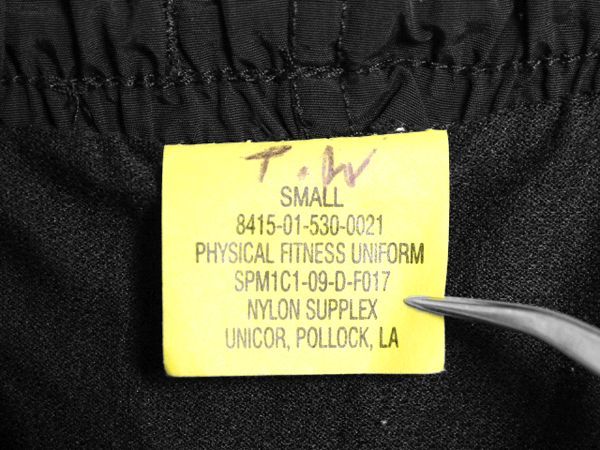 T.W
SMALL
8415-01-530-0021
PHYSICAL FITNESS UNIFORM
SPM1C1-09-D-F017
NYLON SUPPLEX
UNICOR, POLLOCK, LA